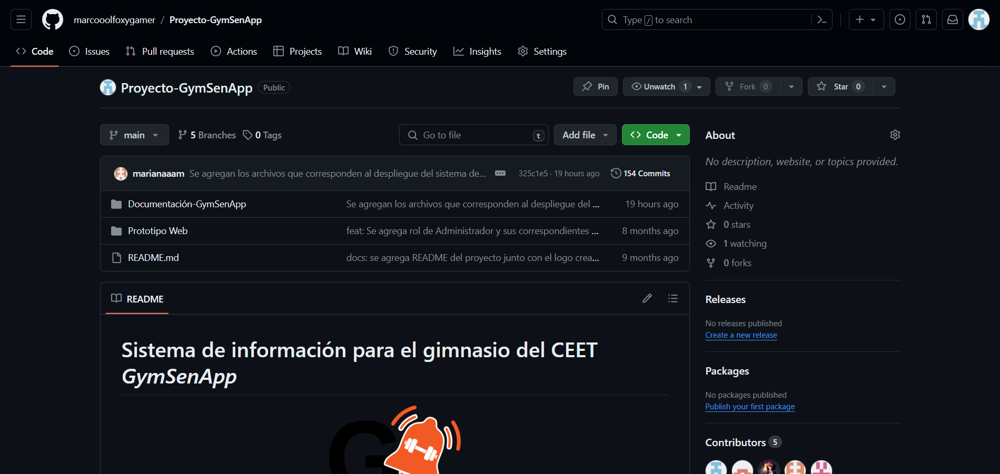 marcooolfoxygamer / Proyecto-GymSenApp
Type / to search
Code Issues Pull requests Actions Projects Wiki Security Insights Settings
Proyecto-GymSenApp Public
Pin Unwatch 1 Fork 0 Star 0
main 5 Branches 0 Tags Go to file t Add file Code
marianaaam Se agregan los archivos que corresponden al despliegue del sistema de... 325c1e5 · 19 hours ago 154 Commits
Documentación-GymSenApp Se agregan los archivos que corresponden al despliegue del ... 19 hours ago
Prototipo Web feat: Se agrega rol de Administrador y sus correspondientes ... 8 months ago
README.md docs: se agrega README del proyecto junto con el logo crea... 9 months ago
README
Sistema de información para el gimnasio del CEET
GymSenApp
G
About
No description, website, or topics provided.
Readme
Activity
0 stars
1 watching
0 forks
Releases
No releases published
Create a new release
Packages
No packages published
Publish your first package
Contributors 5